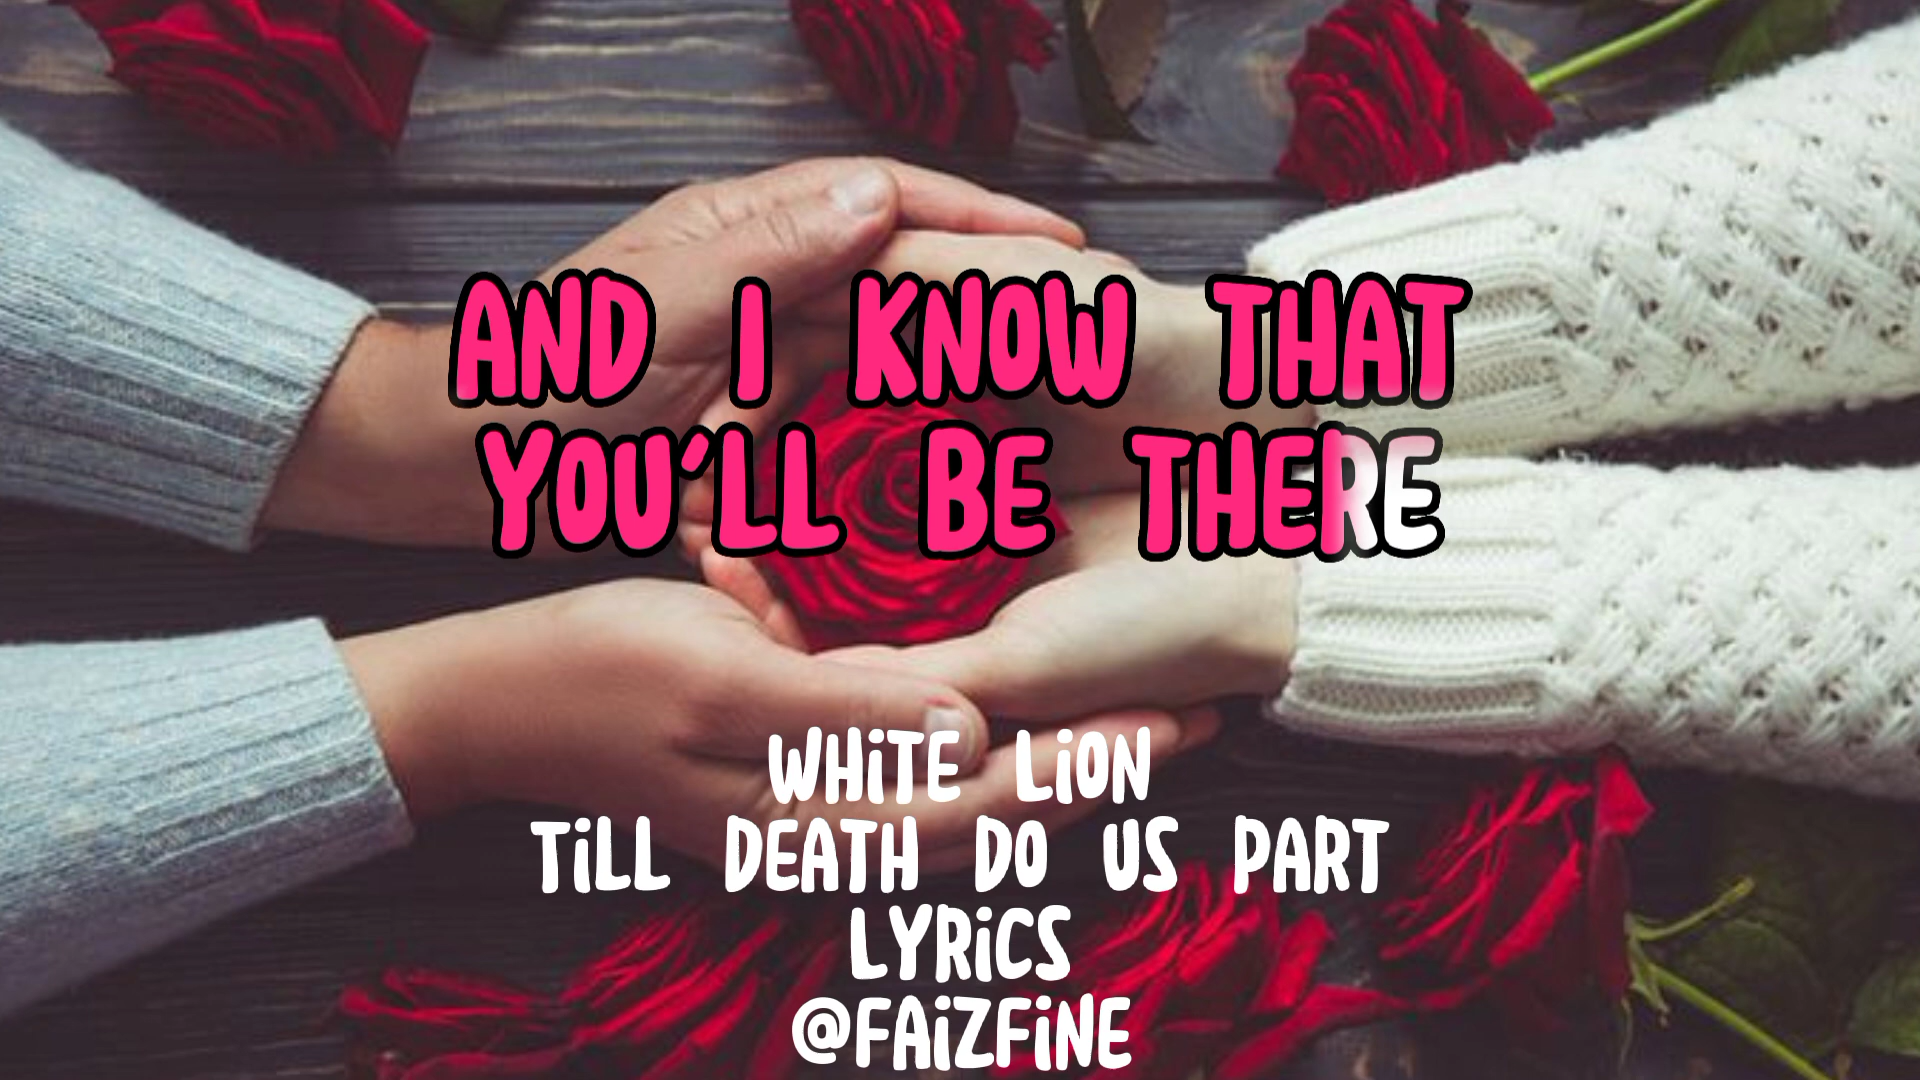 AND I KNOW THAT
YOU'LL BE THERE
WHiTE LiON
TiLL DEATH DO US PART
LYRiCS
@FAiZFiNE